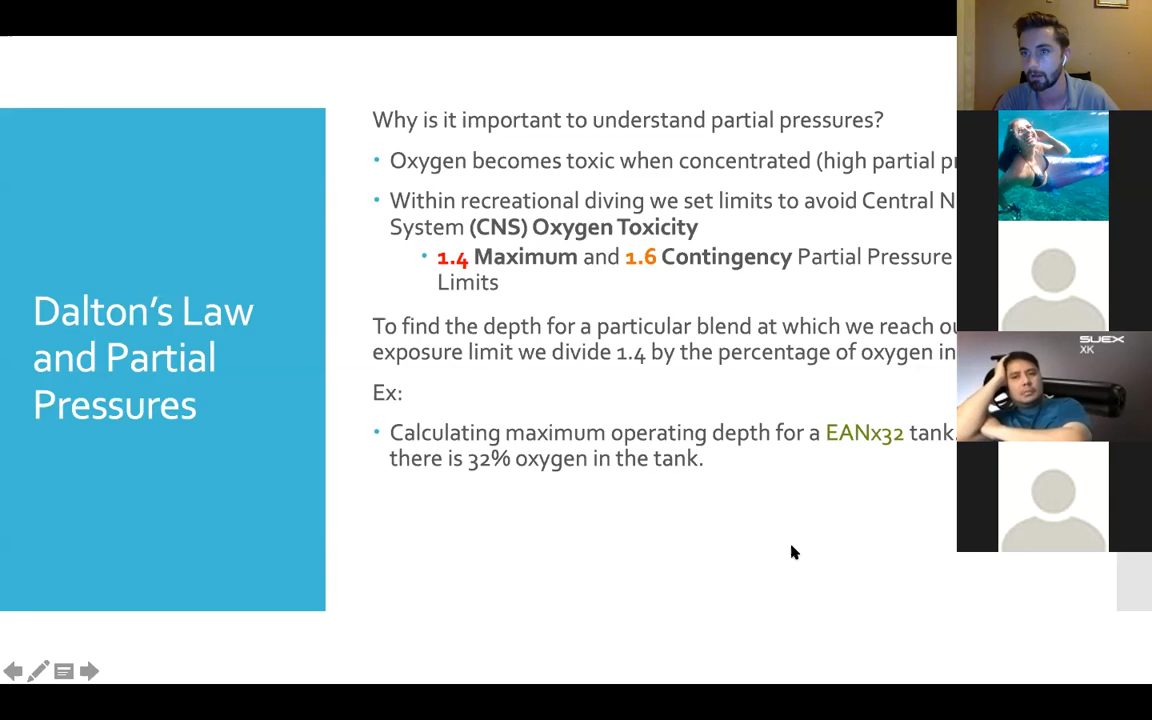 Why is it important to understand partial pressures?
• Oxygen becomes toxic when concentrated (high partial
• Within recreational diving we set limits to avoid Central
System (CNS) Oxygen Toxicity
• 1.4 Maximum and 1.6 Contingency Partial Pressure
Limits
To find the depth for a particular blend at which we reach
exposure limit we divide 1.4 by the percentage of oxygen in
Ex:
• Calculating maximum operating depth for a EANx32 tank.
there is 32% oxygen in the tank.
Dalton's Law
and Partial
Pressures
SUEX
XK